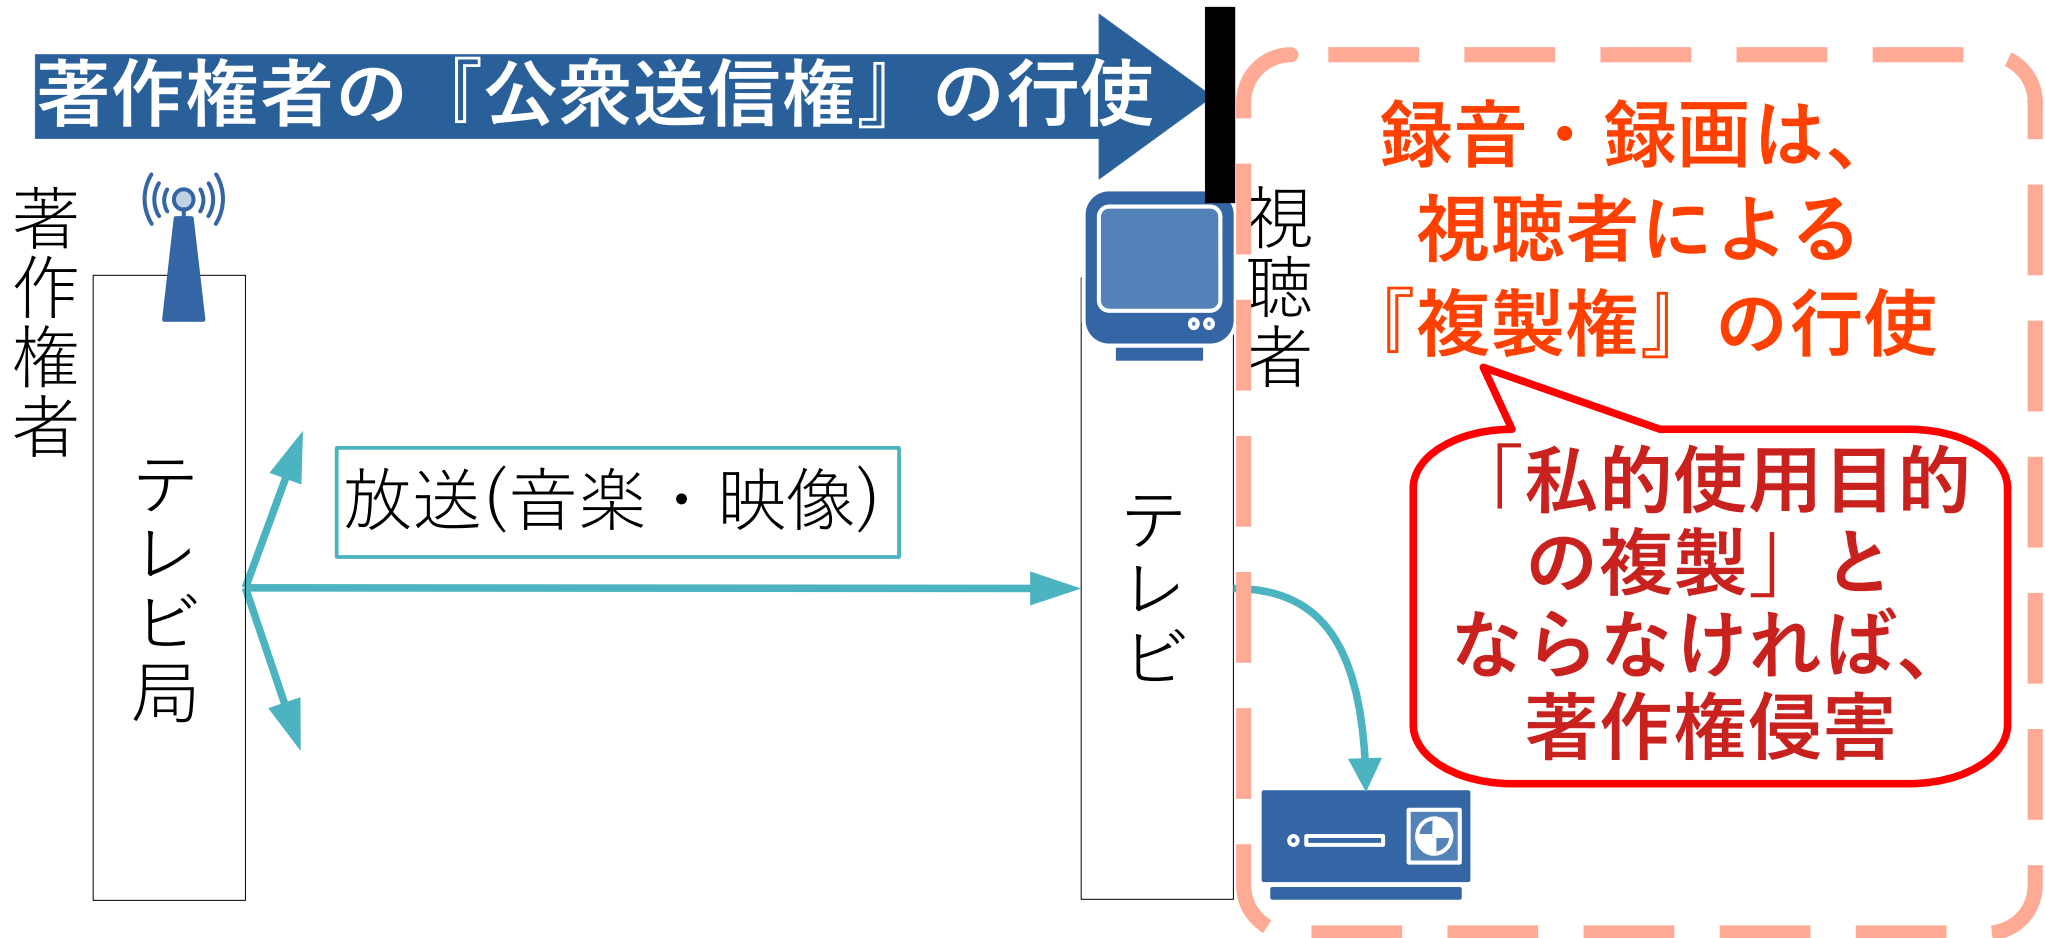 著作権者の『公衆送信権』の行使
著作権者
テレビ局
放送(音楽・映像)
テレビ
視聴者
録音・録画は、
視聴者による
『複製権』の行使
「私的使用目的
の複製」と
ならなければ、
著作権侵害